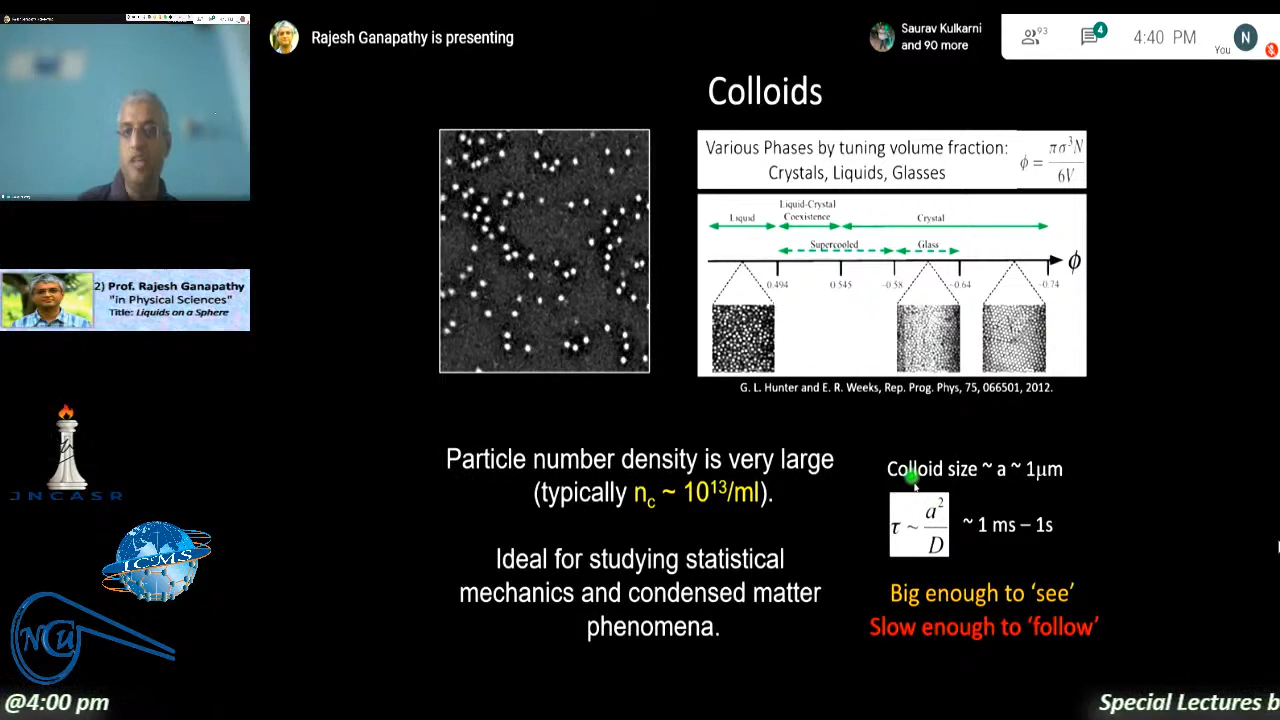 Rajesh Ganapathy is presenting
Saurav Kulkarni
and 90 more
93
4
4:40 PM
You
N
Colloids
Various Phases by tuning volume fraction:
Crystals, Liquids, Glasses
ϕ = πσ³N / 6V
Liquid
Liquid-Crystal
Coexistence
Crystal
Supercooled
Glass
ϕ
0.494
0.545
~0.58
~0.64
~0.74
G. L. Hunter and E. R. Weeks, Rep. Prog. Phys, 75, 066501, 2012.
2) Prof. Rajesh Ganapathy
"in Physical Sciences"
Title: Liquids on a Sphere
JNCASR
ICMS
NCU
Particle number density is very large
(typically nc ~ 10¹³/ml).
Ideal for studying statistical
mechanics and condensed matter
phenomena.
Colloid size ~ a ~ 1μm
τ ~ a² / D ~ 1 ms – 1s
Big enough to ‘see’
Slow enough to ‘follow’
@4:00 pm
Special Lectures b